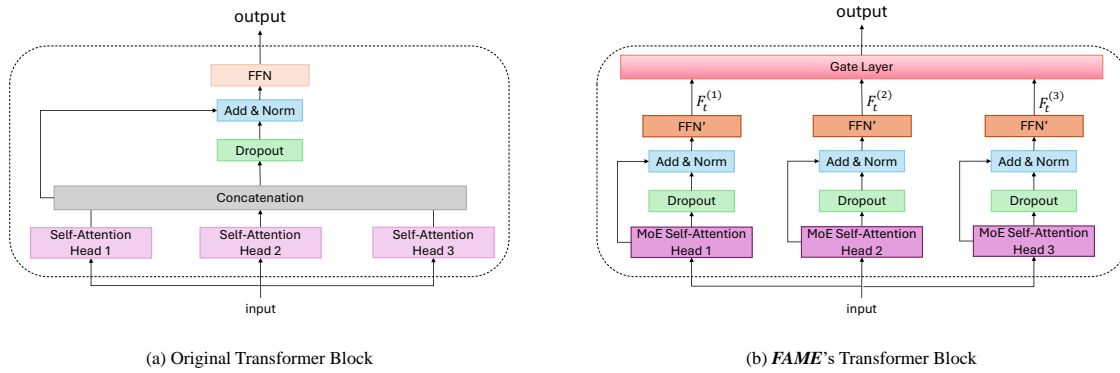 output
FFN
Add & Norm
Dropout
Concatenation
Self-Attention
Head 1
Self-Attention
Head 2
Self-Attention
Head 3
input
(a) Original Transformer Block
output
Gate Layer
F_t^{(1)}
F_t^{(2)}
F_t^{(3)}
FFN'
FFN'
FFN'
Add & Norm
Add & Norm
Add & Norm
Dropout
Dropout
Dropout
MoE Self-Attention
Head 1
MoE Self-Attention
Head 2
MoE Self-Attention
Head 3
input
(b) FAME's Transformer Block